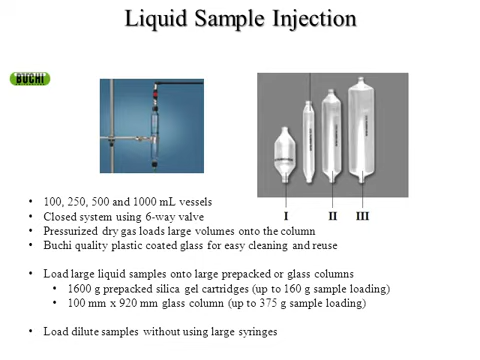 Liquid Sample Injection
BUCHI
I II III
• 100, 250, 500 and 1000 mL vessels
• Closed system using 6-way valve
• Pressurized dry gas loads large volumes onto the column
• Buchi quality plastic coated glass for easy cleaning and reuse
• Load large liquid samples onto large prepacked or glass columns
• 1600 g prepacked silica gel cartridges (up to 160 g sample loading)
• 100 mm x 920 mm glass column (up to 375 g sample loading)
• Load dilute samples without using large syringes